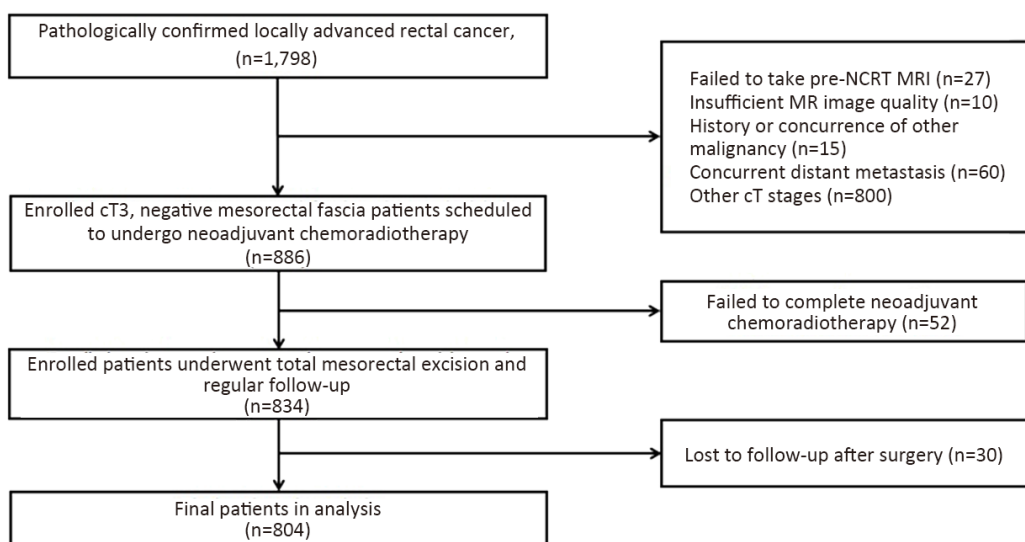 Pathologically confirmed locally advanced rectal cancer,
(n=1,798)
Failed to take pre-NCRT MRI (n=27)
Insufficient MR image quality (n=10)
History or concurrence of other
malignancy (n=15)
Concurrent distant metastasis (n=60)
Other cT stages (n=800)
Enrolled cT3, negative mesorectal fascia patients scheduled
to undergo neoadjuvant chemoradiotherapy
(n=886)
Failed to complete neoadjuvant
chemoradiotherapy (n=52)
Enrolled patients underwent total mesorectal excision and
regular follow-up
(n=834)
Lost to follow-up after surgery (n=30)
Final patients in analysis
(n=804)